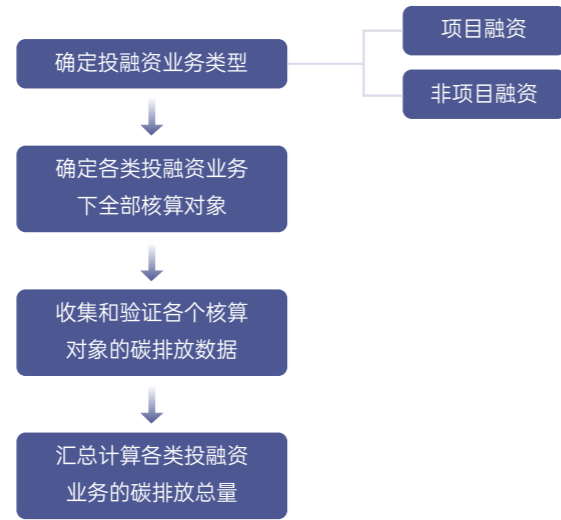 确定投融资业务类型
项目融资
非项目融资
确定各类投融资业务
下全部核算对象
收集和验证各个核算
对象的碳排放数据
汇总计算各类投融资
业务的碳排放总量